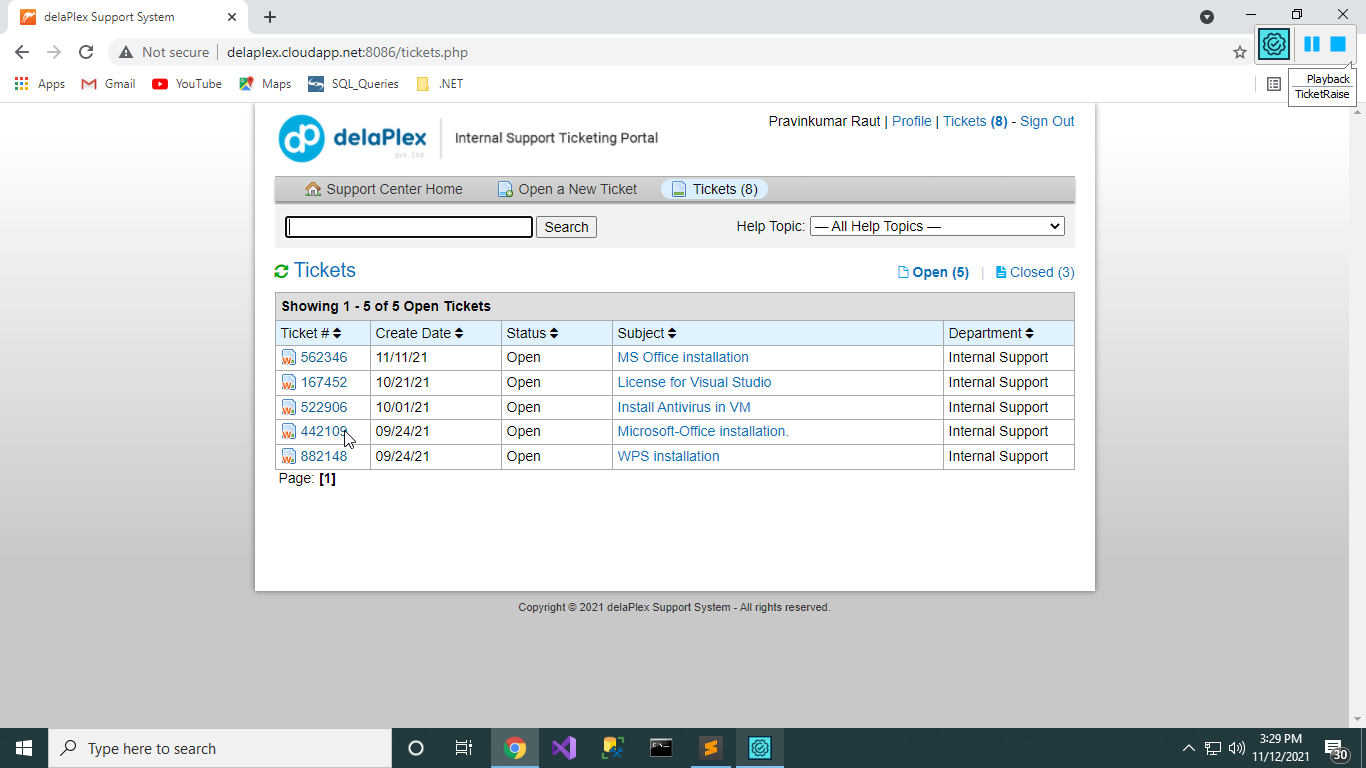 delaPlex Support System
Not secure | delaplex.cloudapp.net:8086/tickets.php
Playback
TicketRaise
Apps Gmail YouTube Maps SQL_Queries .NET
delaPlex
pvt. ltd.
Internal Support Ticketing Portal
Pravinkumar Raut | Profile | Tickets (8) - Sign Out
Support Center Home Open a New Ticket Tickets (8)
Search Help Topic: — All Help Topics —
Tickets Open (5) | Closed (3)
Showing 1 - 5 of 5 Open Tickets
Ticket # Create Date Status Subject Department
562346 11/11/21 Open MS Office installation Internal Support
167452 10/21/21 Open License for Visual Studio Internal Support
522906 10/01/21 Open Install Antivirus in VM Internal Support
442109 09/24/21 Open Microsoft-Office installation. Internal Support
882148 09/24/21 Open WPS installation Internal Support
Page: [1]
Copyright © 2021 delaPlex Support System - All rights reserved.
Type here to search
3:29 PM
11/12/2021
30